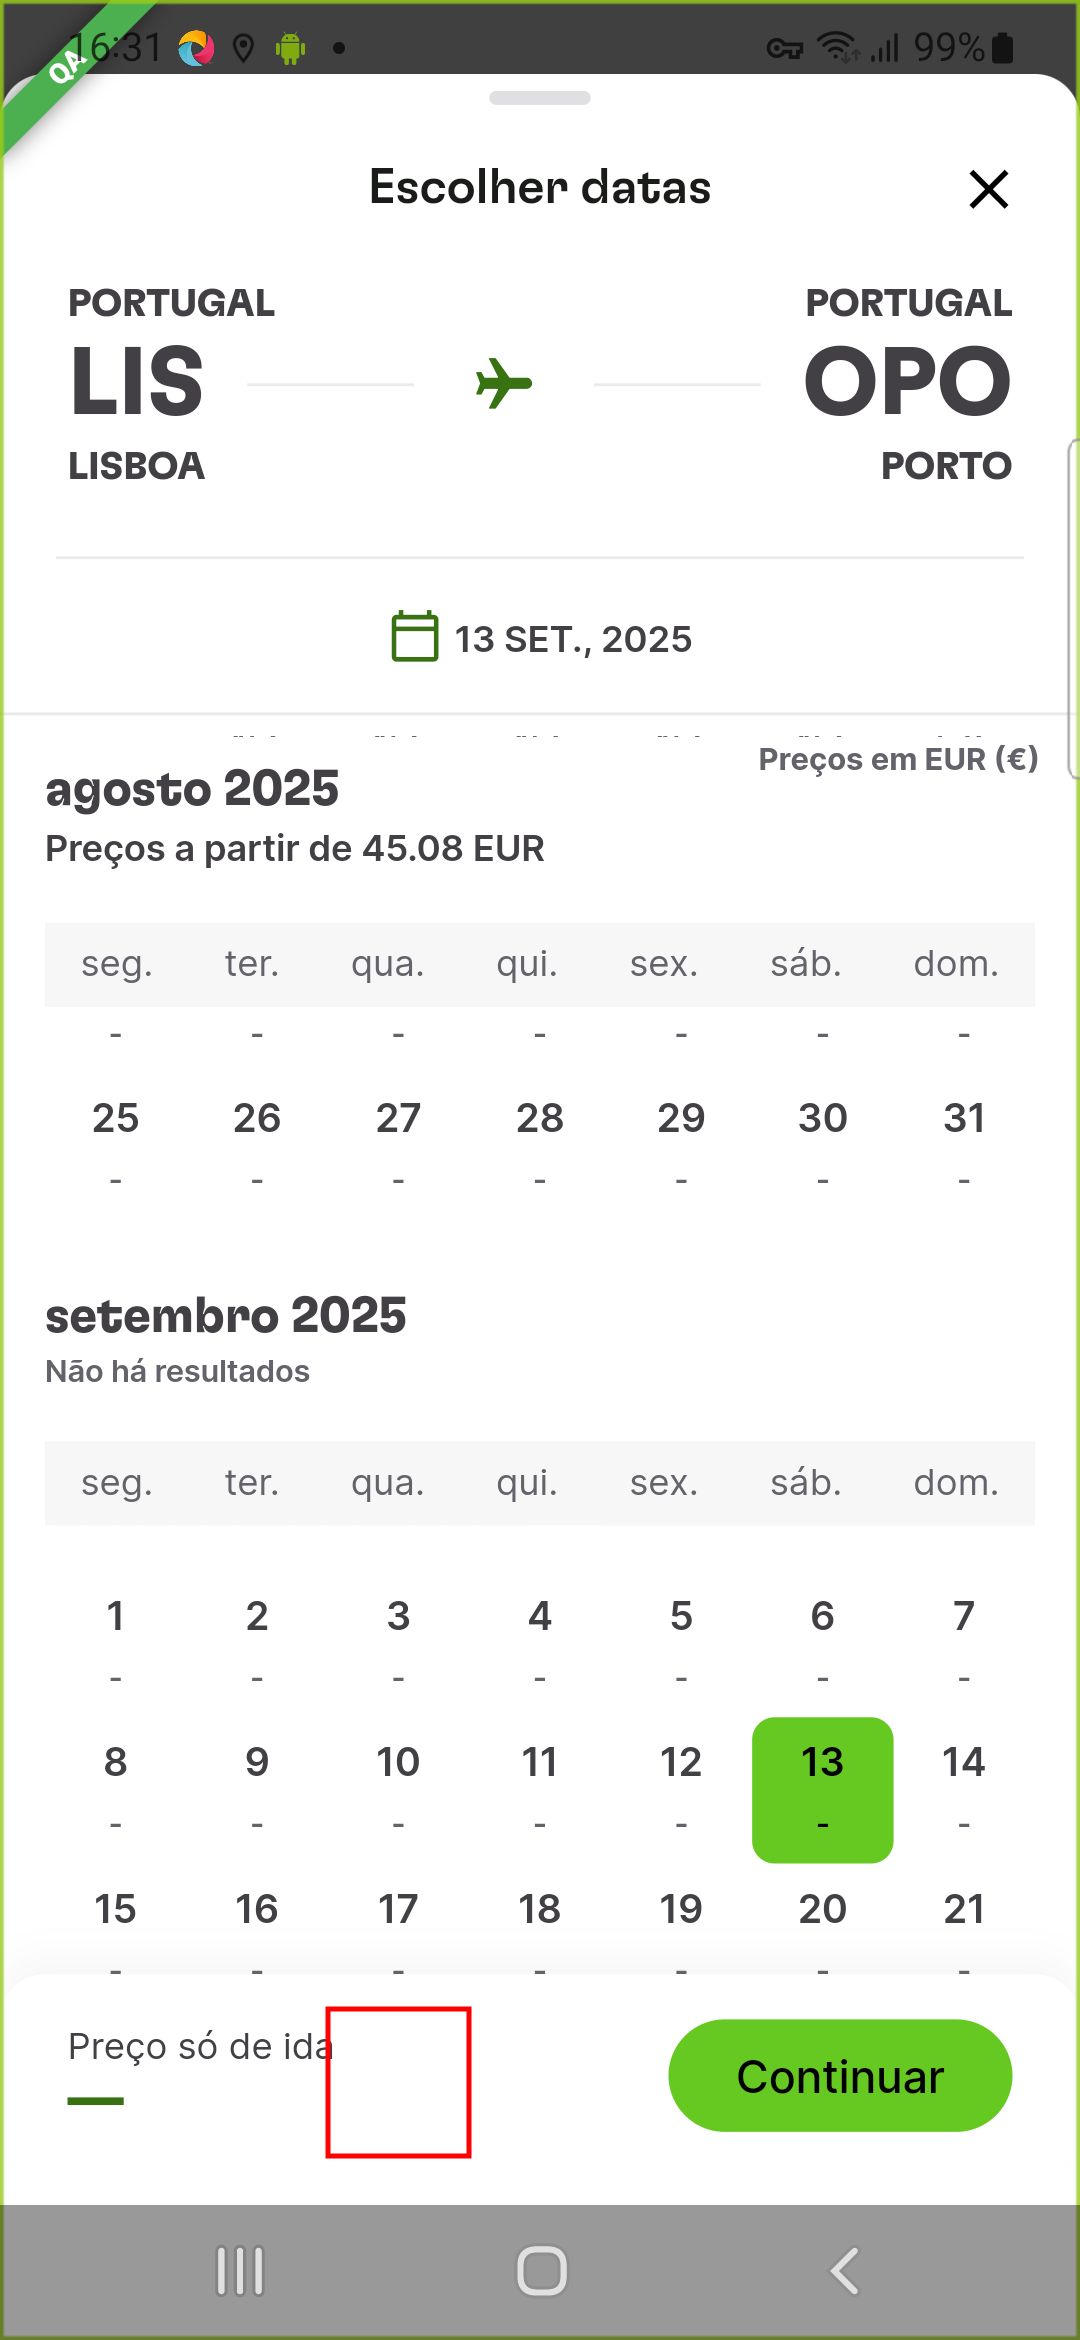 16:31
99%
QA
Escolher datas
PORTUGAL
PORTUGAL
LIS
OPO
LISBOA
PORTO
13 SET., 2025
Preços em EUR (€)
agosto 2025
Preços a partir de 45.08 EUR
seg. ter. qua. qui. sex. sáb. dom.
- - - - - - -
25 26 27 28 29 30 31
- - - - - - -
setembro 2025
Não há resultados
seg. ter. qua. qui. sex. sáb. dom.
1 2 3 4 5 6 7
- - - - - - -
8 9 10 11 12 13 14
- - - - - - -
15 16 17 18 19 20 21
- - - - - - -
Preço só de ida
Continuar